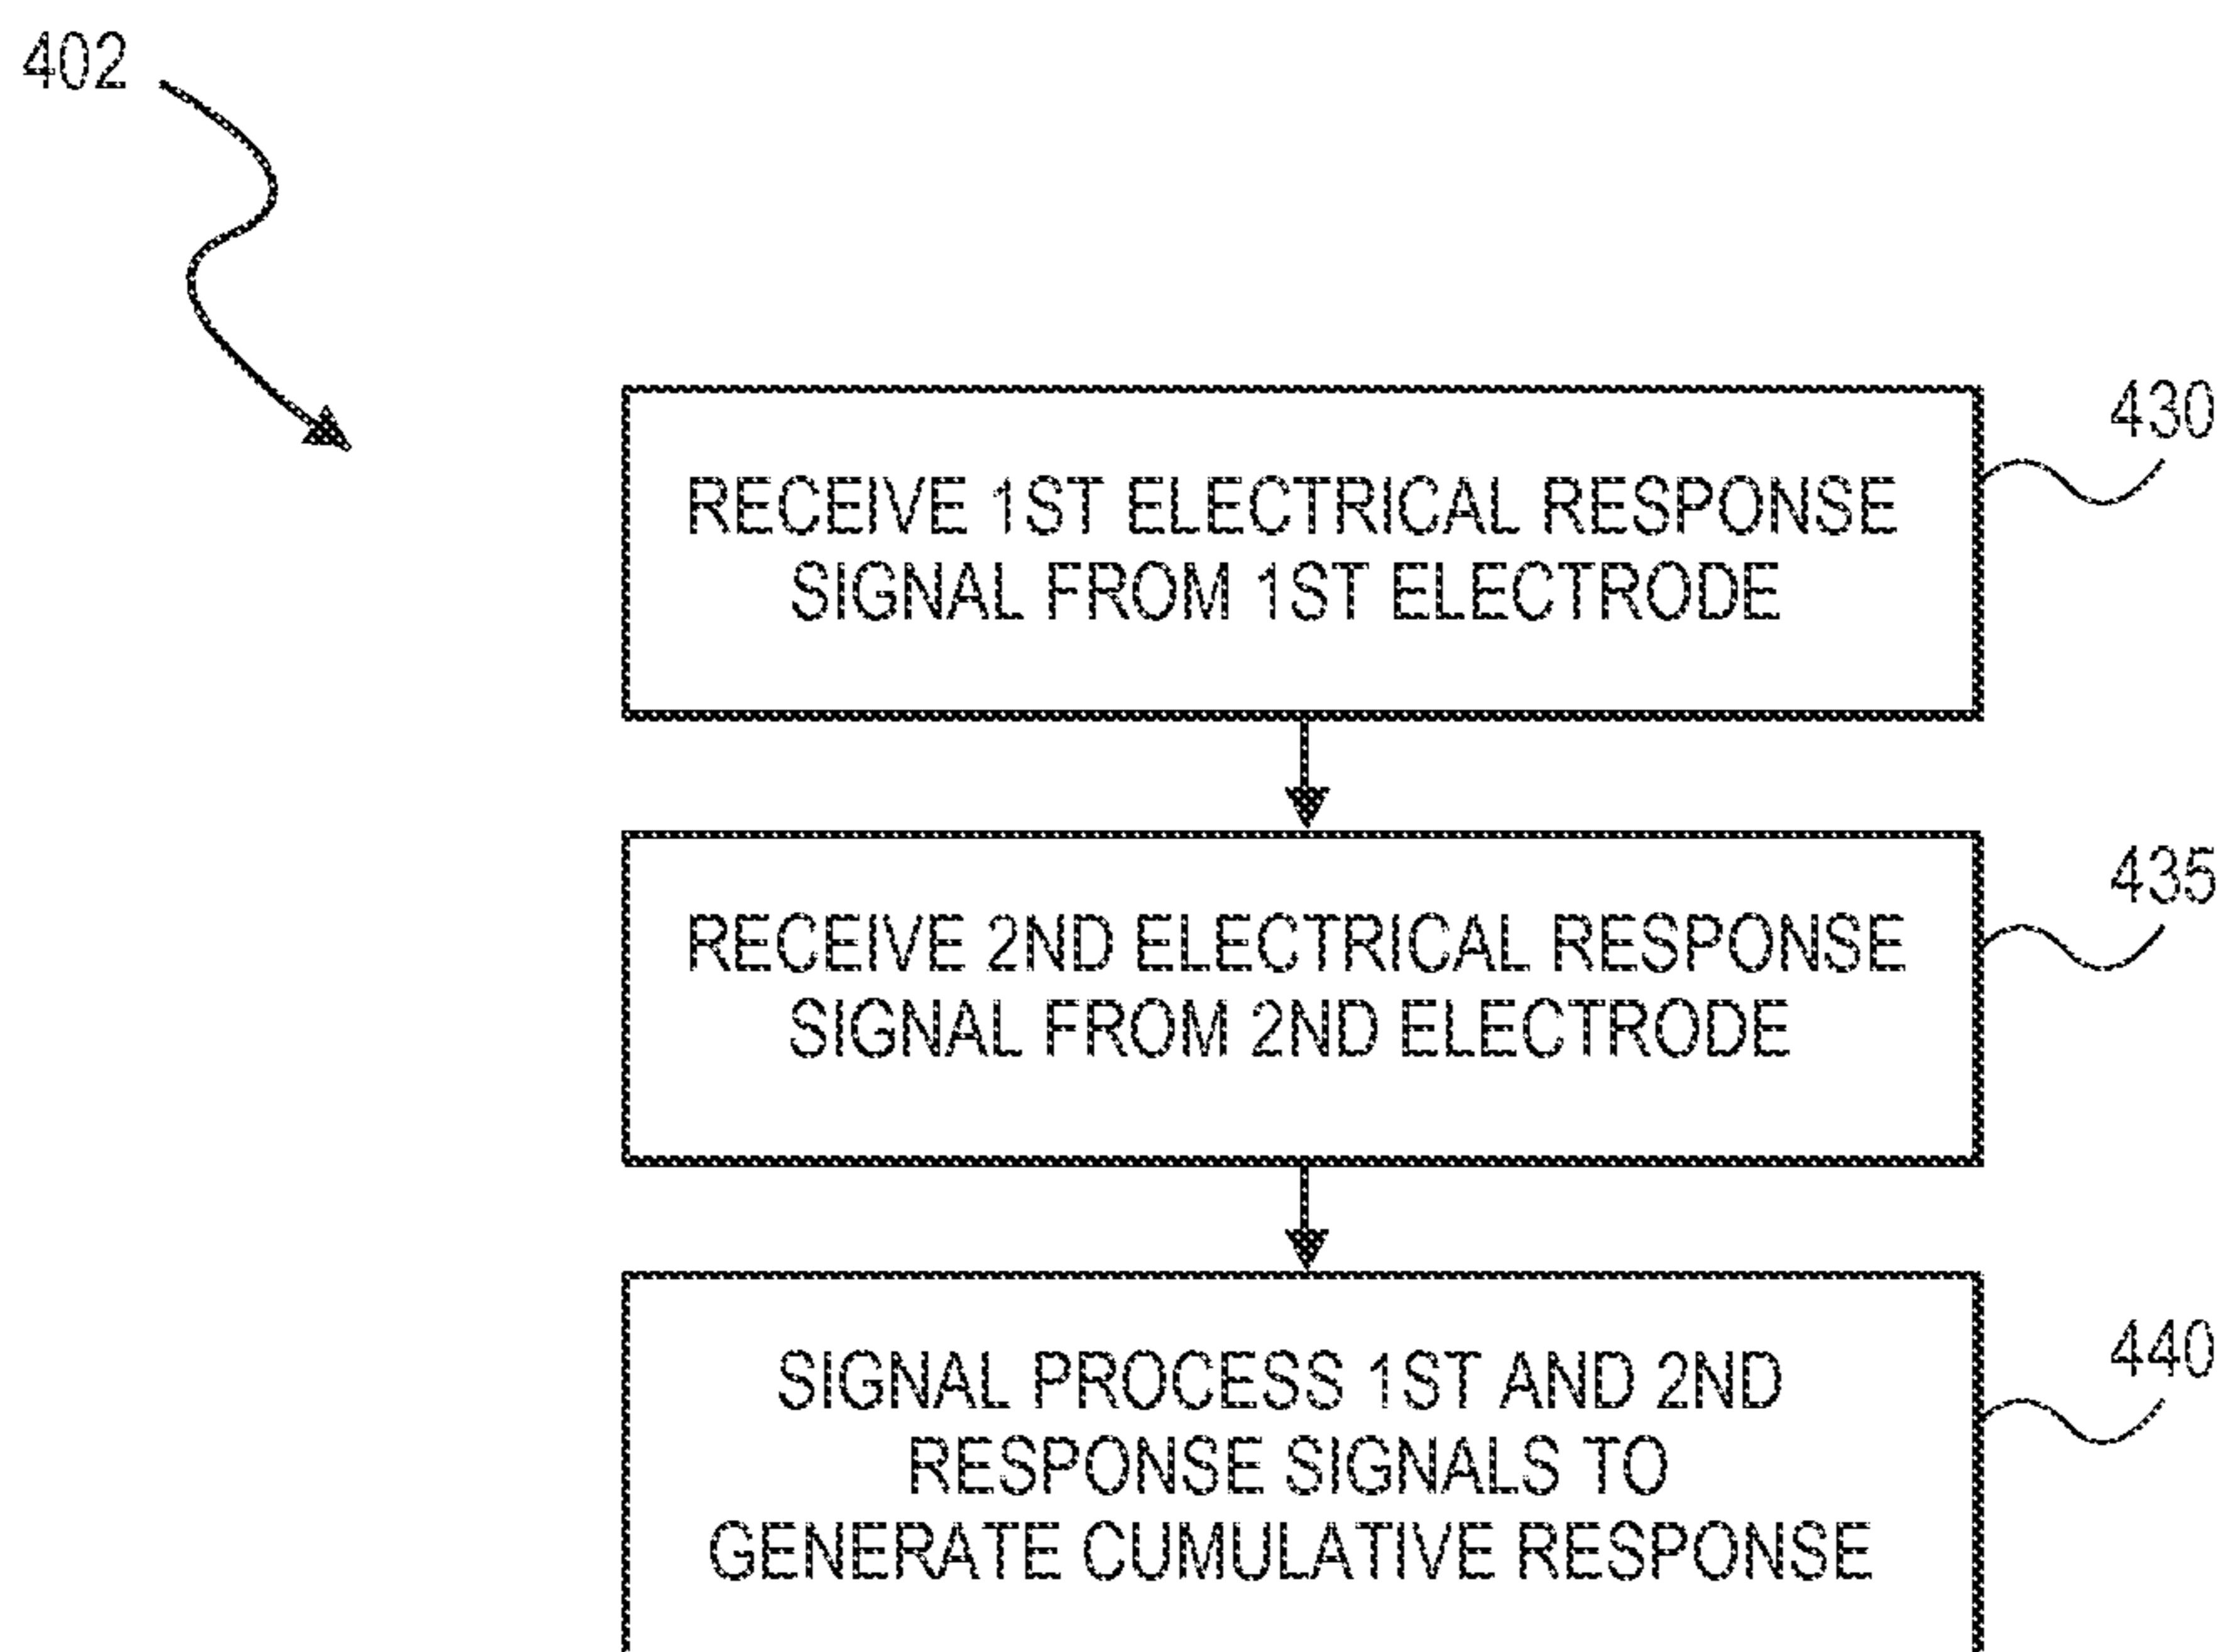 402
430
RECEIVE 1ST ELECTRICAL RESPONSE
SIGNAL FROM 1ST ELECTRODE
435
RECEIVE 2ND ELECTRICAL RESPONSE
SIGNAL FROM 2ND ELECTRODE
440
SIGNAL PROCESS 1ST AND 2ND
RESPONSE SIGNALS TO
GENERATE CUMULATIVE RESPONSE